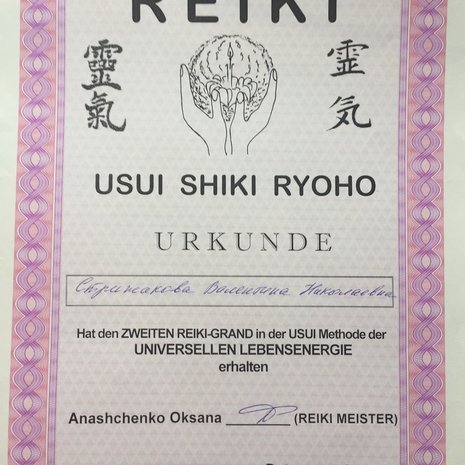 REIKI
靈 霊
氣 気
USUI SHIKI RYOHO
URKUNDE
Стрижакова Валентина Николаевна
Hat den ZWEITEN REIKI-GRAND in der USUI Methode der
UNIVERSELLEN LEBENSENERGIE
erhalten
Anashchenko Oksana (REIKI MEISTER)